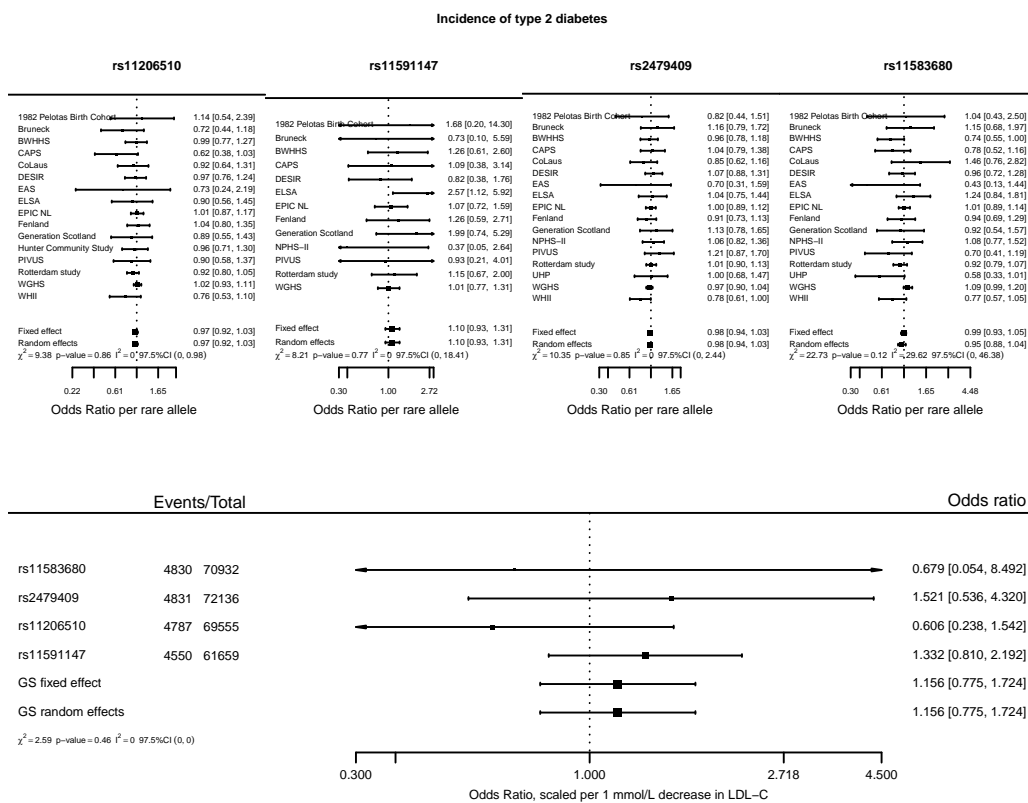 Incidence of type 2 diabetes
rs11206510
1982 Pelotas Birth Cohort 1.14 [0.54, 2.39]
Bruneck 0.72 [0.44, 1.18]
BWHHS 0.99 [0.77, 1.27]
CAPS 0.62 [0.38, 1.03]
CoLaus 0.92 [0.64, 1.31]
DESIR 0.97 [0.76, 1.24]
EAS 0.73 [0.24, 2.19]
ELSA 0.90 [0.56, 1.45]
EPIC NL 1.01 [0.87, 1.17]
Fenland 1.04 [0.80, 1.35]
Generation Scotland 0.89 [0.55, 1.43]
Hunter Community Study 0.96 [0.71, 1.30]
PIVUS 0.90 [0.58, 1.37]
Rotterdam study 0.92 [0.80, 1.05]
WGHS 1.02 [0.93, 1.11]
WHII 0.76 [0.53, 1.10]
Fixed effect 0.97 [0.92, 1.03]
Random effects 0.97 [0.92, 1.03]
χ² = 9.38 p−value = 0.86 I² = 0 97.5%CI (0, 0.98)
0.22 0.61 1.65
Odds Ratio per rare allele
rs11591147
1982 Pelotas Birth Cohort 1.68 [0.20, 14.30]
Bruneck 0.73 [0.10, 5.59]
BWHHS 1.26 [0.61, 2.60]
CAPS 1.09 [0.38, 3.14]
DESIR 0.82 [0.38, 1.76]
ELSA 2.57 [1.12, 5.92]
EPIC NL 1.07 [0.72, 1.59]
Fenland 1.26 [0.59, 2.71]
Generation Scotland 1.99 [0.74, 5.29]
NPHS−II 0.37 [0.05, 2.64]
PIVUS 0.93 [0.21, 4.01]
Rotterdam study 1.15 [0.67, 2.00]
WGHS 1.01 [0.77, 1.31]
Fixed effect 1.10 [0.93, 1.31]
Random effects 1.10 [0.93, 1.31]
χ² = 8.21 p−value = 0.77 I² = 0 97.5%CI (0, 18.41)
0.30 1.00 2.72
Odds Ratio per rare allele
rs2479409
1982 Pelotas Birth Cohort 0.82 [0.44, 1.51]
Bruneck 1.16 [0.79, 1.72]
BWHHS 0.96 [0.78, 1.18]
CAPS 1.04 [0.79, 1.38]
CoLaus 0.85 [0.62, 1.16]
DESIR 1.07 [0.88, 1.31]
EAS 0.70 [0.31, 1.59]
ELSA 1.04 [0.75, 1.44]
EPIC NL 1.00 [0.89, 1.12]
Fenland 0.91 [0.73, 1.13]
Generation Scotland 1.13 [0.78, 1.65]
NPHS−II 1.06 [0.82, 1.36]
PIVUS 1.21 [0.87, 1.70]
Rotterdam study 1.01 [0.90, 1.13]
UHP 1.00 [0.68, 1.47]
WGHS 0.97 [0.90, 1.04]
WHII 0.78 [0.61, 1.00]
Fixed effect 0.98 [0.94, 1.03]
Random effects 0.98 [0.94, 1.03]
χ² = 10.35 p−value = 0.85 I² = 0 97.5%CI (0, 2.44)
0.30 0.61 1.65
Odds Ratio per rare allele
rs11583680
1982 Pelotas Birth Cohort 1.04 [0.43, 2.50]
Bruneck 1.15 [0.68, 1.97]
BWHHS 0.74 [0.55, 1.00]
CAPS 0.78 [0.52, 1.16]
CoLaus 1.46 [0.76, 2.82]
DESIR 0.96 [0.72, 1.28]
EAS 0.43 [0.13, 1.44]
ELSA 1.24 [0.84, 1.81]
EPIC NL 1.01 [0.89, 1.14]
Fenland 0.94 [0.69, 1.29]
Generation Scotland 0.92 [0.54, 1.57]
NPHS−II 1.08 [0.77, 1.52]
PIVUS 0.70 [0.41, 1.19]
Rotterdam study 0.92 [0.79, 1.07]
UHP 0.58 [0.33, 1.01]
WGHS 1.09 [0.99, 1.20]
WHII 0.77 [0.57, 1.05]
Fixed effect 0.99 [0.93, 1.05]
Random effects 0.95 [0.88, 1.04]
χ² = 22.73 p−value = 0.12 I² = 29.62 97.5%CI (0, 46.38)
0.30 0.61 1.65 4.48
Odds Ratio per rare allele
Events/Total Odds ratio
rs11583680 4830 70932 0.679 [0.054, 8.492]
rs2479409 4831 72136 1.521 [0.536, 4.320]
rs11206510 4787 69555 0.606 [0.238, 1.542]
rs11591147 4550 61659 1.332 [0.810, 2.192]
GS fixed effect 1.156 [0.775, 1.724]
GS random effects 1.156 [0.775, 1.724]
χ² = 2.59 p−value = 0.46 I² = 0 97.5%CI (0, 0)
0.300 1.000 2.718 4.500
Odds Ratio, scaled per 1 mmol/L decrease in LDL−C